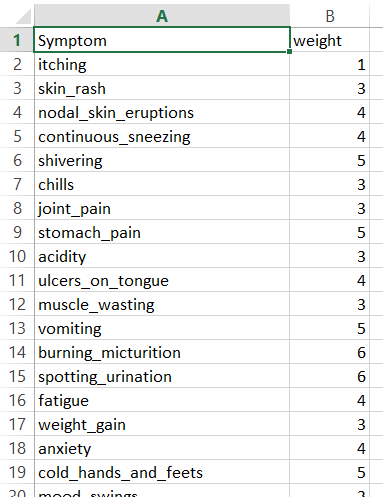 A B
1 Symptom weight
2 itching 1
3 skin_rash 3
4 nodal_skin_eruptions 4
5 continuous_sneezing 4
6 shivering 5
7 chills 3
8 joint_pain 3
9 stomach_pain 5
10 acidity 3
11 ulcers_on_tongue 4
12 muscle_wasting 3
13 vomiting 5
14 burning_micturition 6
15 spotting_urination 6
16 fatigue 4
17 weight_gain 3
18 anxiety 4
19 cold_hands_and_feets 5
20 mood_swings 3